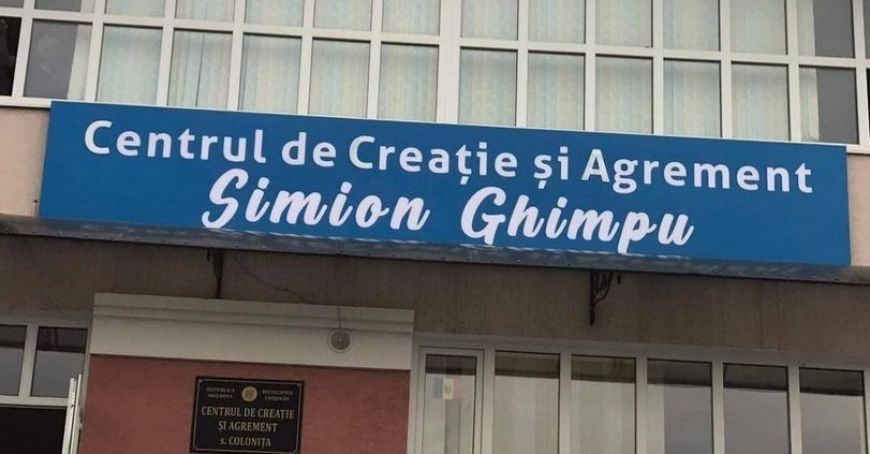 Centrul de Creație și Agrement
Simion Ghimpu
REPUBLICA MOLDOVA
MUNICIPIUL CHIȘINĂU
CENTRUL DE CREAȚIE
ȘI AGREMENT
s. COLONIȚA